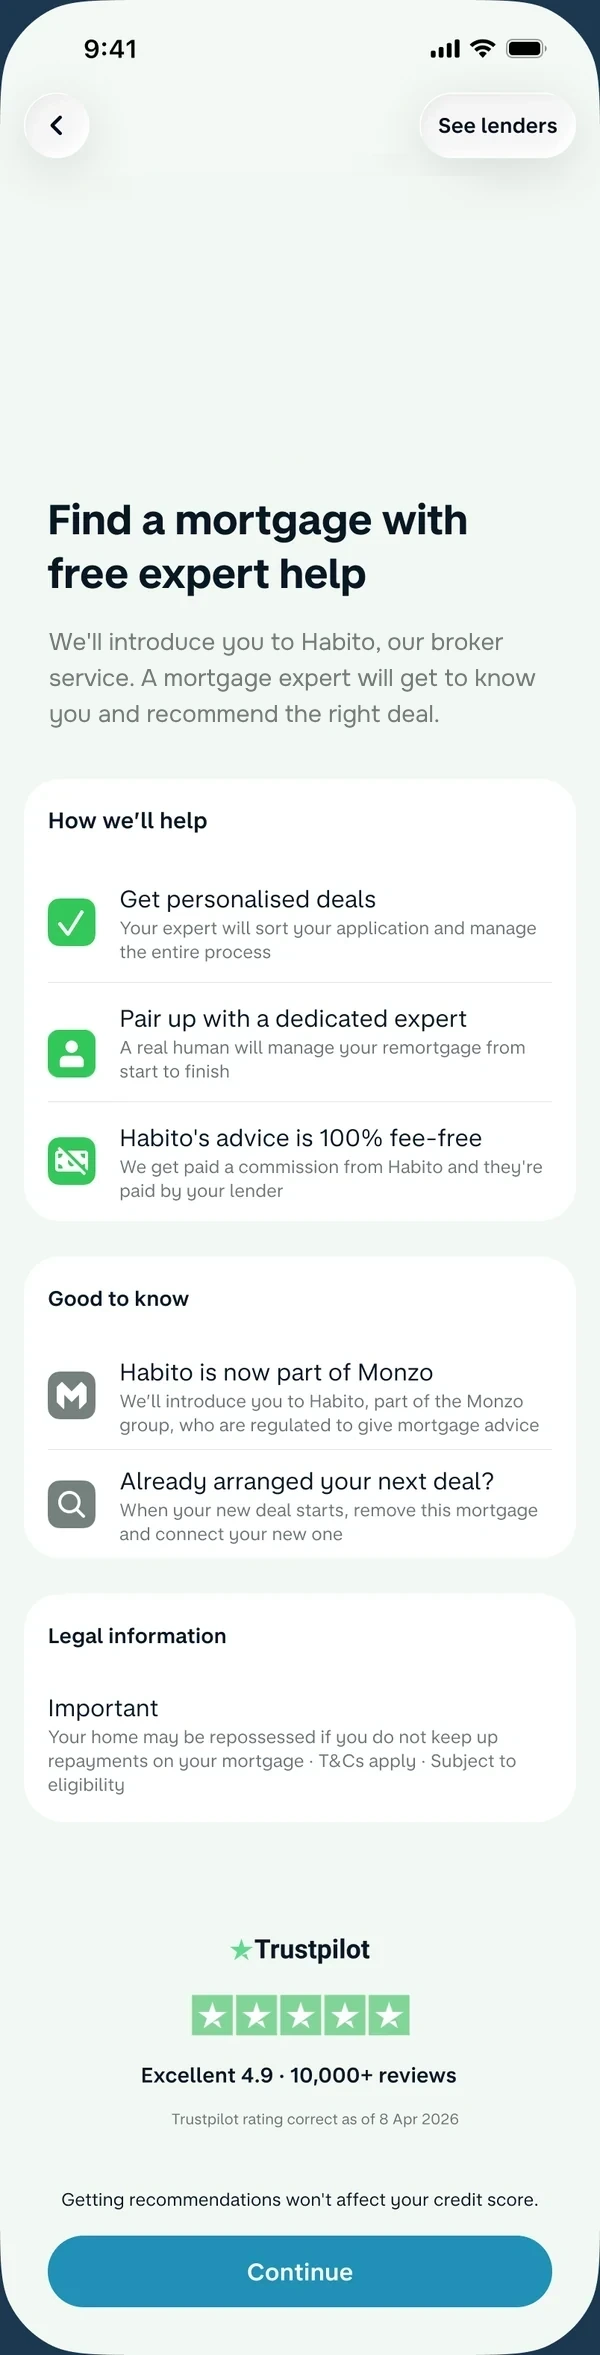 9:41
See lenders
Find a mortgage with
free expert help
We'll introduce you to Habito, our broker
service. A mortgage expert will get to know
you and recommend the right deal.
How we’ll help
Get personalised deals
Your expert will sort your application and manage
the entire process
Pair up with a dedicated expert
A real human will manage your remortgage from
start to finish
Habito's advice is 100% fee-free
We get paid a commission from Habito and they're
paid by your lender
Good to know
Habito is now part of Monzo
We’ll introduce you to Habito, part of the Monzo
group, who are regulated to give mortgage advice
Already arranged your next deal?
When your new deal starts, remove this mortgage
and connect your new one
Legal information
Important
Your home may be repossessed if you do not keep up
repayments on your mortgage · T&Cs apply · Subject to
eligibility
Trustpilot
Excellent 4.9 · 10,000+ reviews
Trustpilot rating correct as of 8 Apr 2026
Getting recommendations won't affect your credit score.
Continue